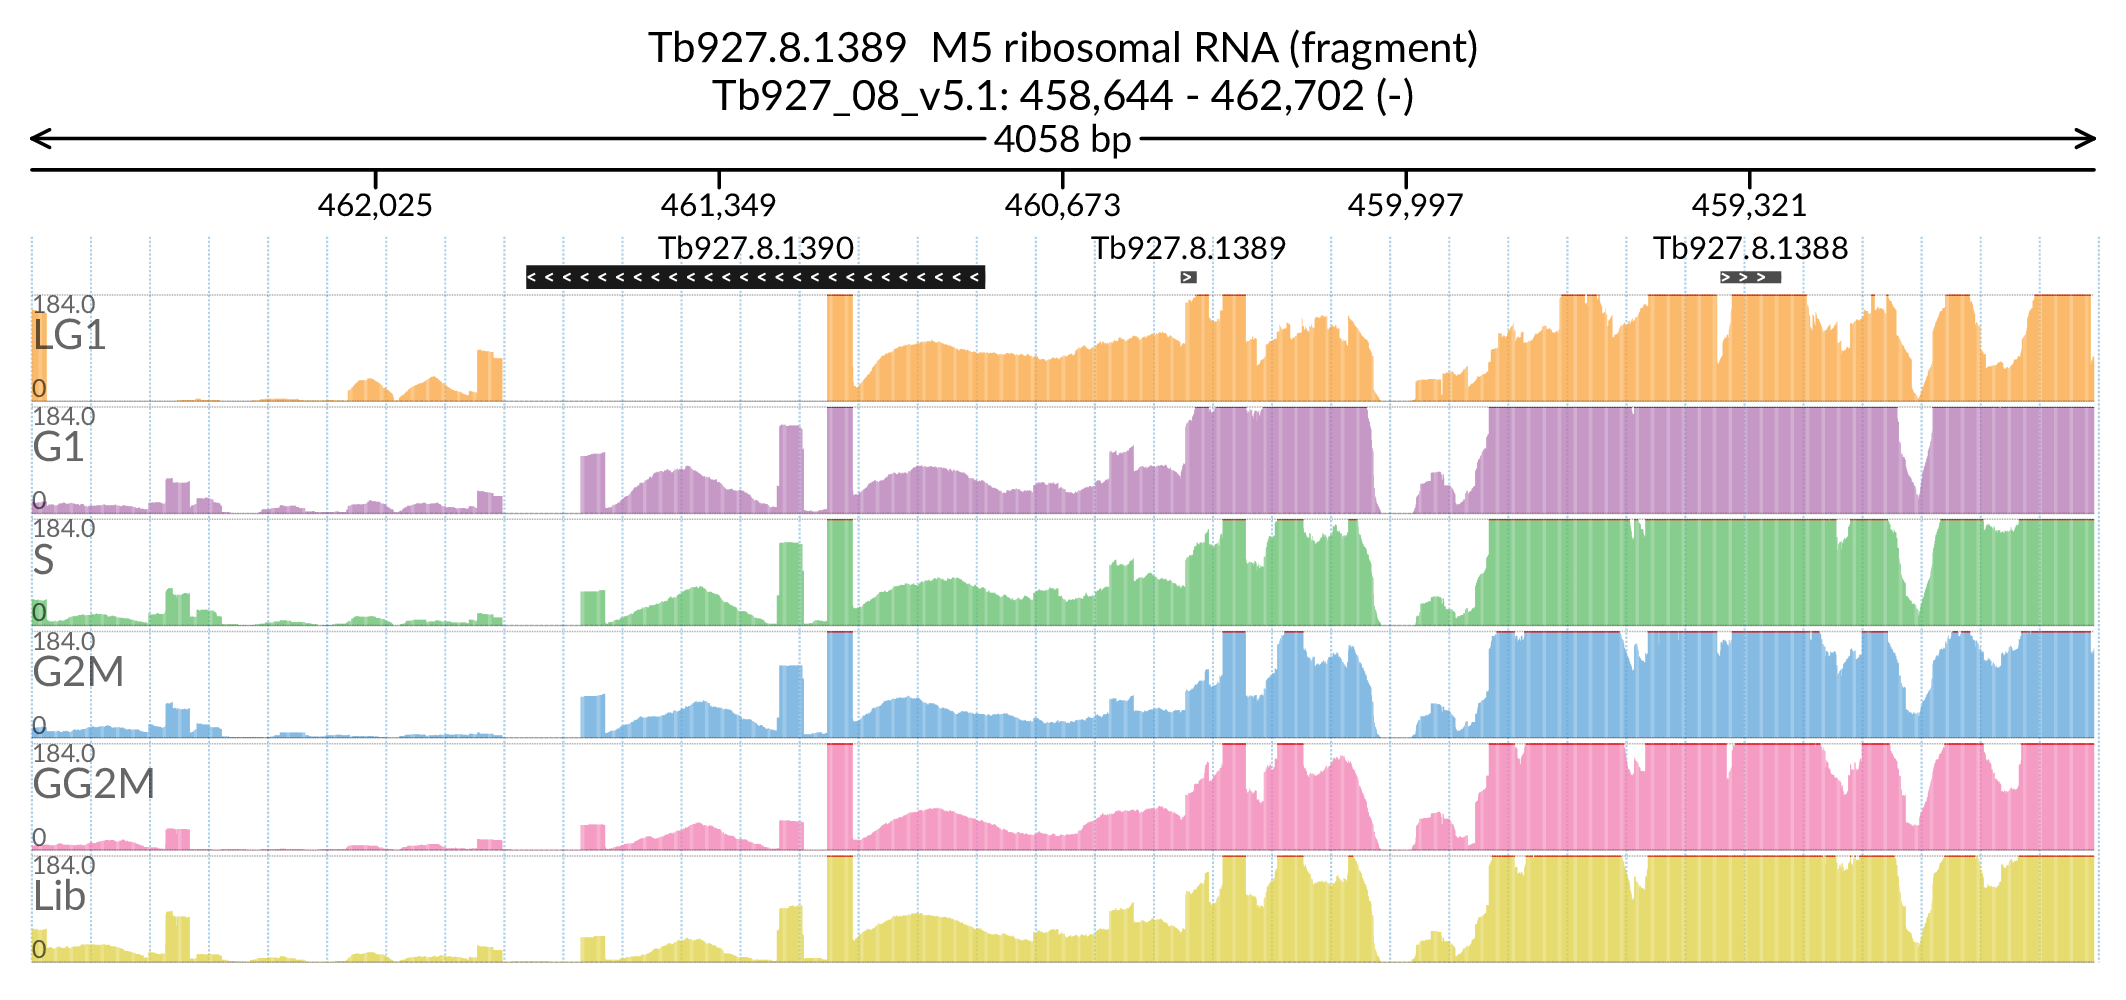 Tb927.8.1389  M5 ribosomal RNA (fragment)
Tb927_08_v5.1: 458,644 - 462,702 (-)
4058 bp
462,025 461,349 460,673 459,997 459,321
Tb927.8.1390 Tb927.8.1389 Tb927.8.1388
< < < < < < < < < < < < < < < < < < < < < < < < < < > > > >
184.0
LG1
0
184.0
G1
0
184.0
S
0
184.0
G2M
0
184.0
GG2M
0
184.0
Lib
0